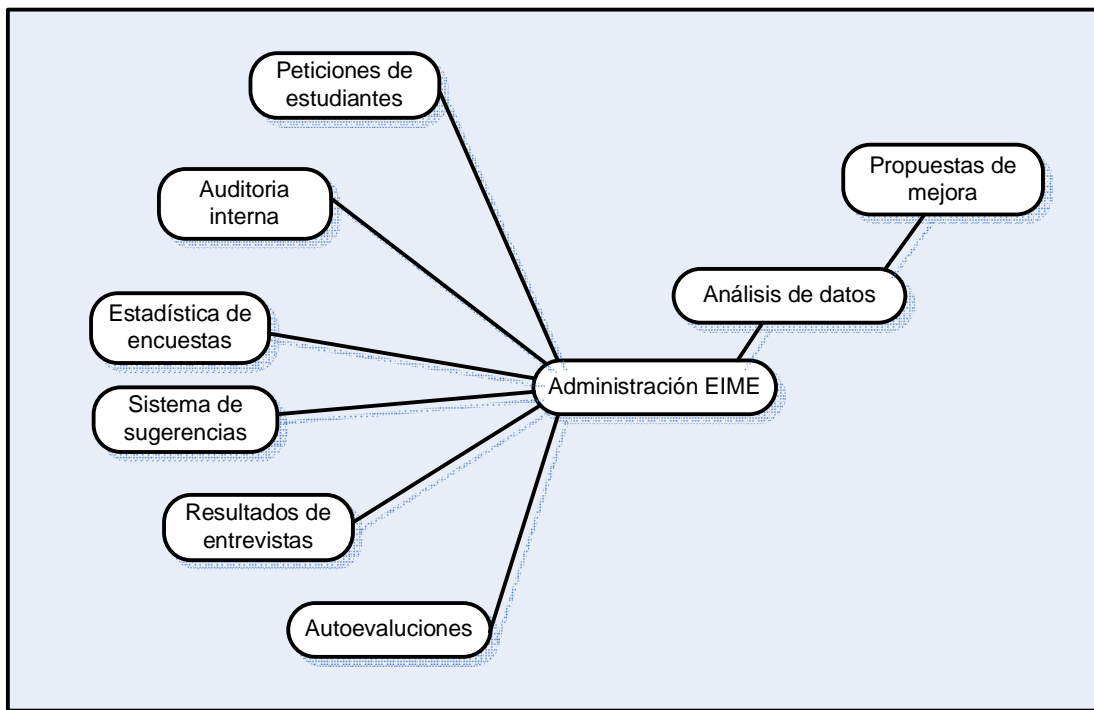 Peticiones de
estudiantes
Auditoria
interna
Estadística de
encuestas
Sistema de
sugerencias
Resultados de
entrevistas
Autoevaluciones
Administración EIME
Análisis de datos
Propuestas de
mejora